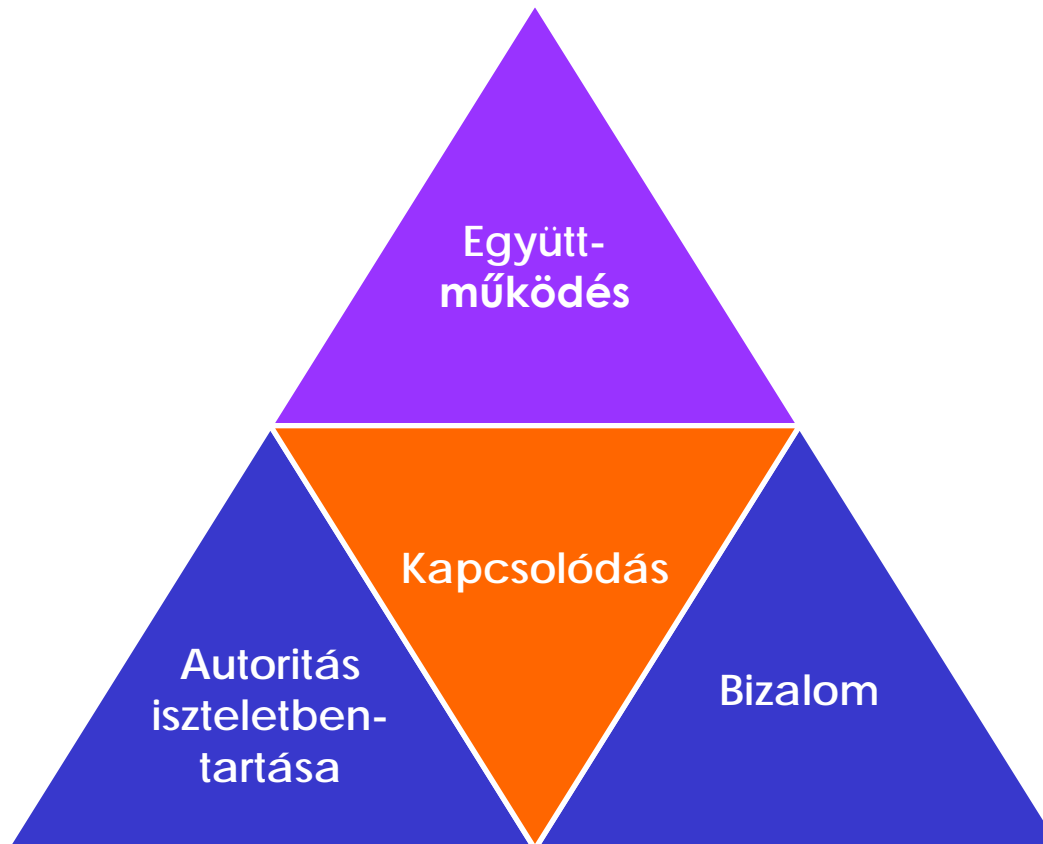 Együtt-
működés
Kapcsolódás
Autoritás
iszteletben-
tartása
Bizalom